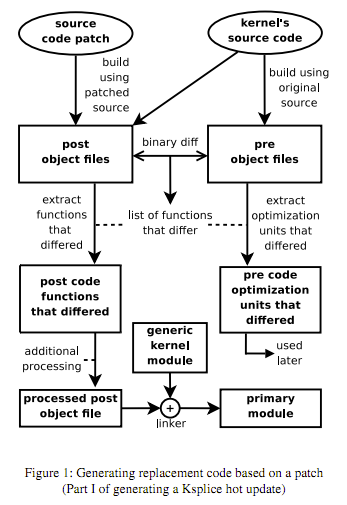 source
code patch
kernel's
source code
build
using
patched
source
build using
original
source
post
object files
binary diff
pre
object files
extract
functions
that
differed
list of functions
that differ
extract
optimization
units that
differed
post code
functions
that differed
pre code
optimization
units that
differed
generic
kernel
module
used
later
additional
processing
processed post
object file
+
linker
primary
module
Figure 1: Generating replacement code based on a patch
(Part I of generating a Ksplice hot update)